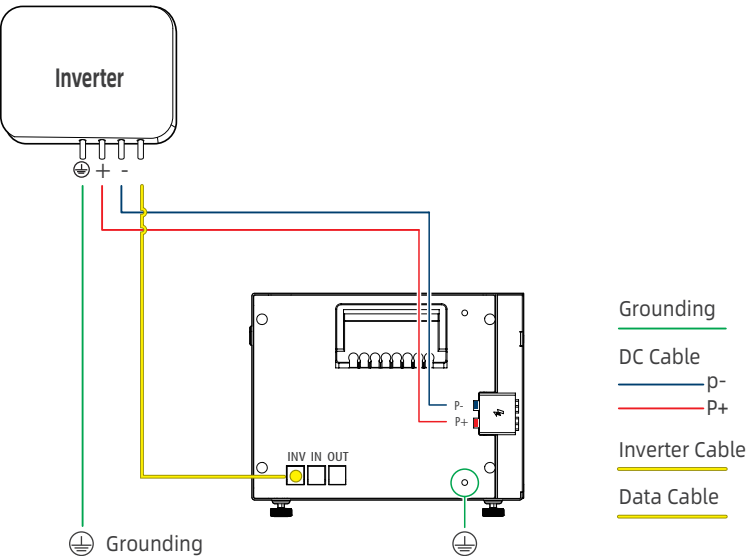 Inverter
+ -
Grounding
DC Cable
p-
P+
P-
P+
Inverter Cable
INV IN OUT
Data Cable
Grounding